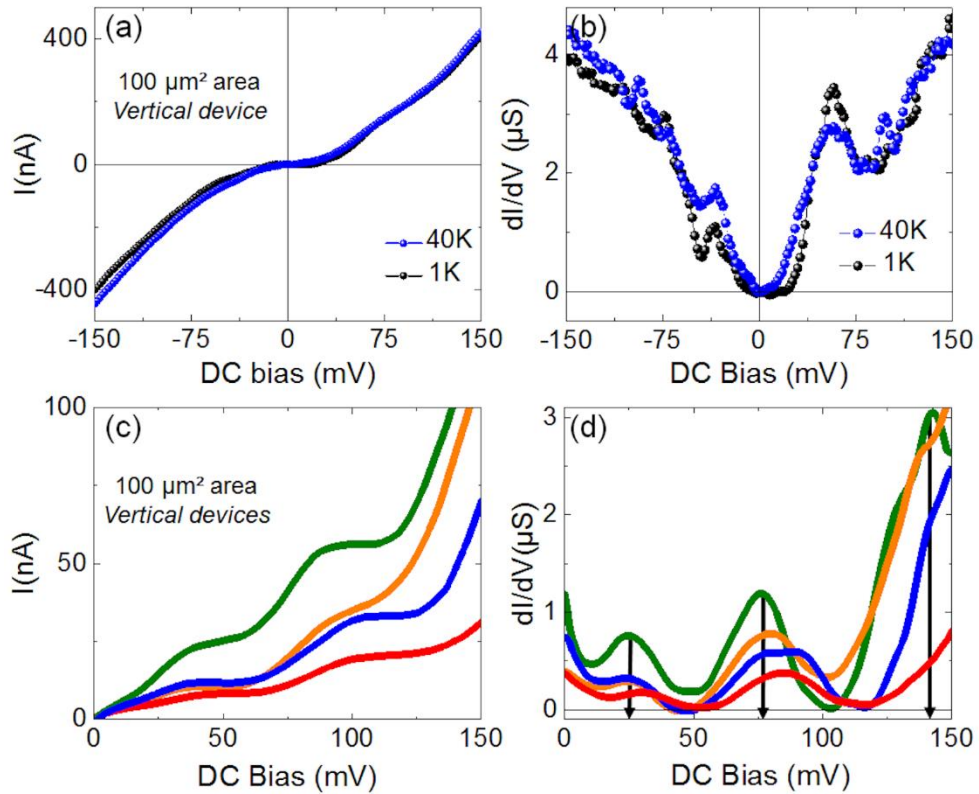 (a)
400
0
-400
I(nA)
100 µm² area
Vertical device
40K
1K
-150 -75 0 75 150
DC bias (mV)
(b)
4
2
0
dI/dV (µS)
40K
1K
-150 -75 0 75 150
DC Bias (mV)
(c)
100
50
0
I(nA)
100 µm² area
Vertical devices
0 50 100 150
DC Bias (mV)
(d)
3
2
1
0
dI/dV(µS)
0 50 100 150
DC Bias (mV)